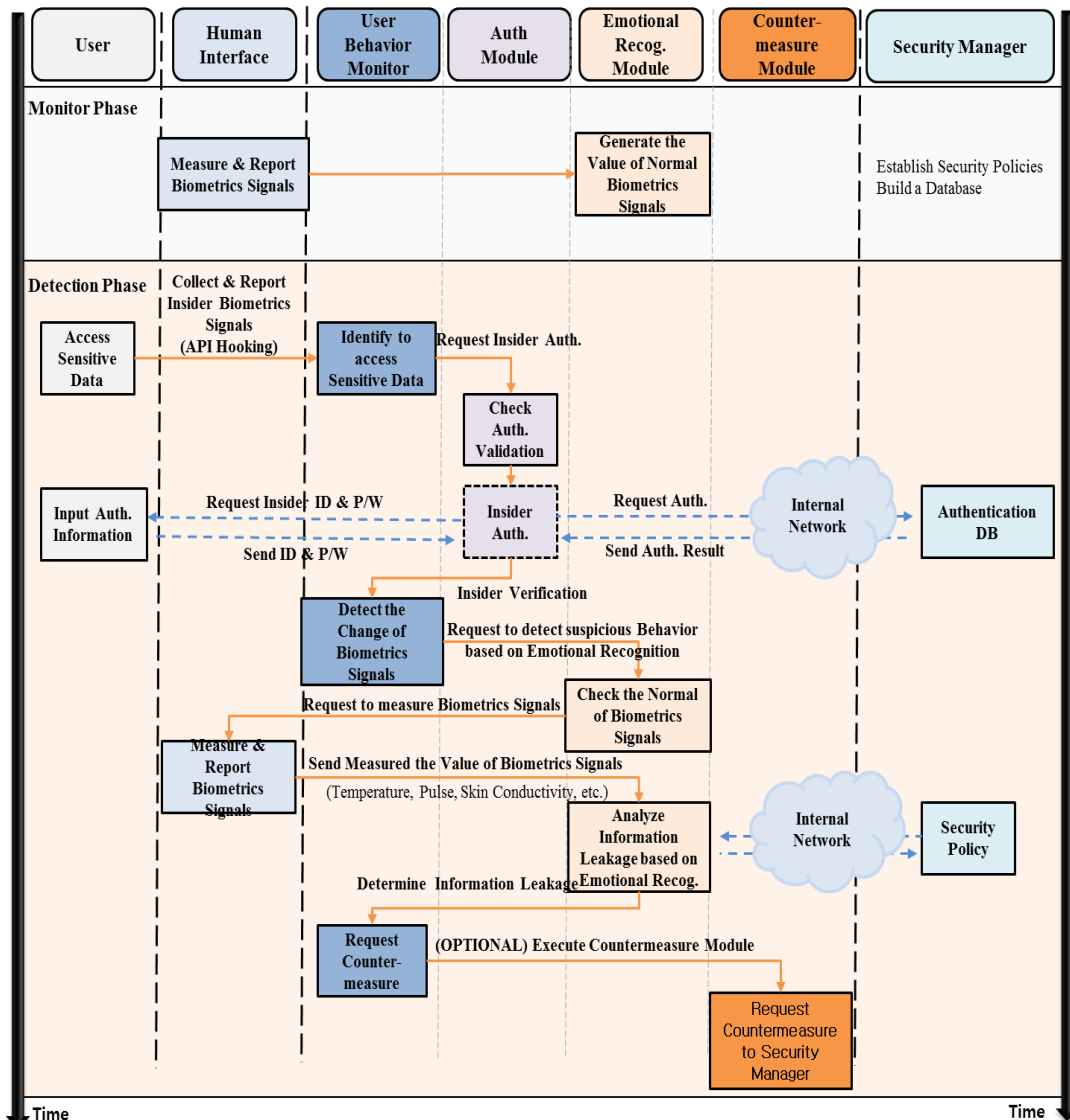 User
Human
Interface
User
Behavior
Monitor
Auth
Module
Emotional
Recog.
Module
Counter-
measure
Module
Security Manager
Monitor Phase
Measure & Report
Biometrics Signals
Generate the
Value of Normal
Biometrics
Signals
Establish Security Policies
Build a Database
Detection Phase
Collect & Report
Insider Biometrics
Signals
(API Hooking)
Access
Sensitive
Data
Identify to
access
Sensitive Data
Request Insider Auth.
Check
Auth.
Validation
Input Auth.
Information
Request Insider ID & P/W
Send ID & P/W
Insider
Auth.
Request Auth.
Send Auth. Result
Internal
Network
Authentication
DB
Insider Verification
Detect the
Change of
Biometrics
Signals
Request to detect suspicious Behavior
based on Emotional Recognition
Request to measure Biometrics Signals
Check the Normal
of Biometrics
Signals
Measure &
Report
Biometrics
Signals
Send Measured the Value of Biometrics Signals
(Temperature, Pulse, Skin Conductivity, etc.)
Analyze
Information
Leakage based on
Emotional Recog.
Internal
Network
Security
Policy
Determine Information Leakage
Request
Counter-
measure
(OPTIONAL) Execute Countermeasure Module
Request
Countermeasure
to Security
Manager
Time
Time